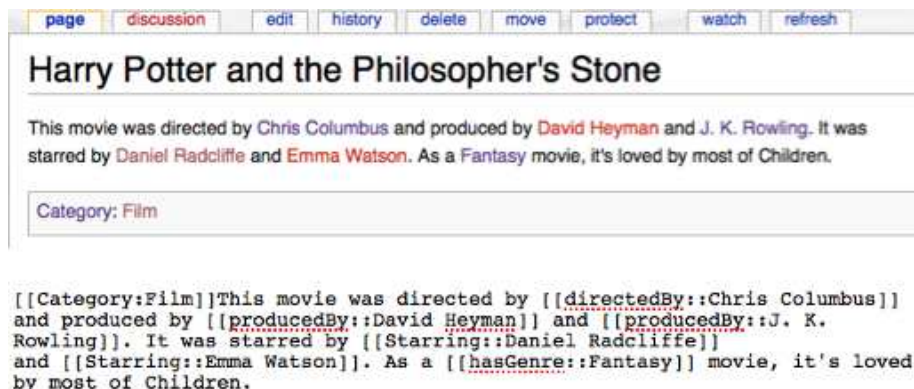 page discussion edit history delete move protect watch refresh
Harry Potter and the Philosopher's Stone
This movie was directed by Chris Columbus and produced by David Heyman and J. K. Rowling. It was
starred by Daniel Radcliffe and Emma Watson. As a Fantasy movie, it's loved by most of Children.
Category: Film
[[Category:Film]]This movie was directed by [[directedBy::Chris Columbus]]
and produced by [[producedBy::David Heyman]] and [[producedBy::J. K.
Rowling]]. It was starred by [[Starring::Daniel Radcliffe]]
and [[Starring::Emma Watson]]. As a [[hasGenre::Fantasy]] movie, it's loved
by most of Children.